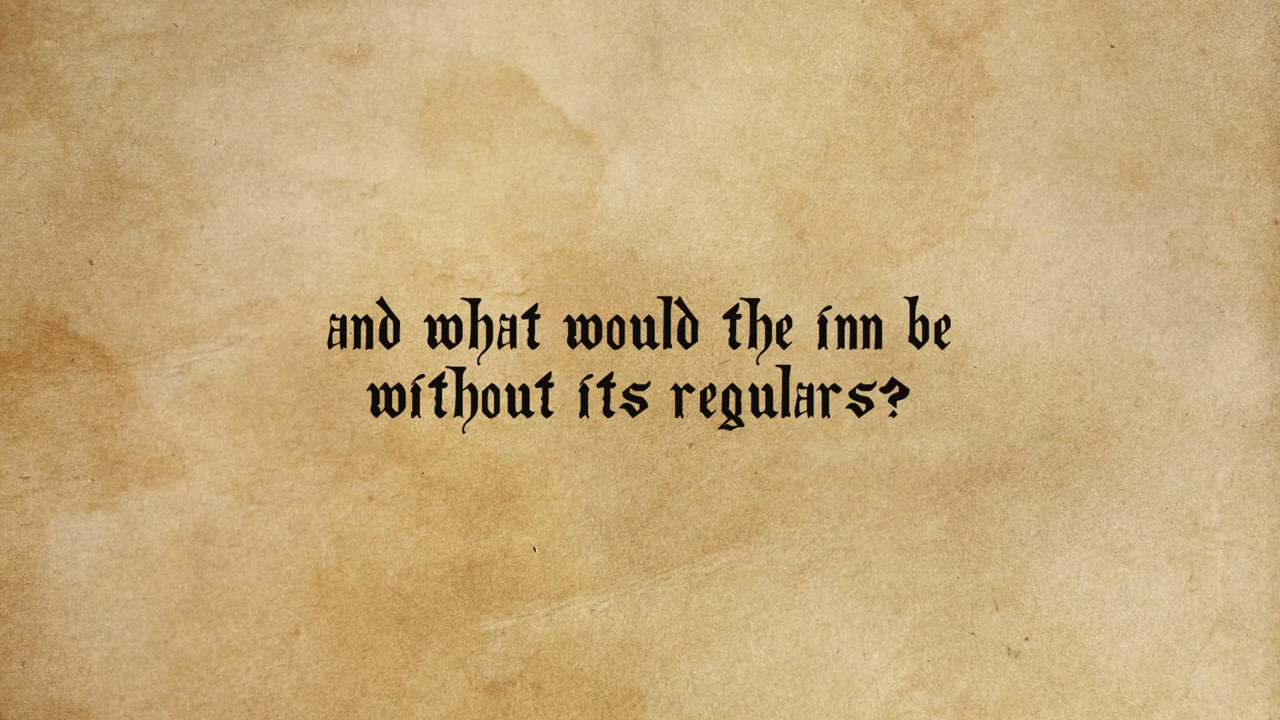 and what would the inn be
without its regulars?